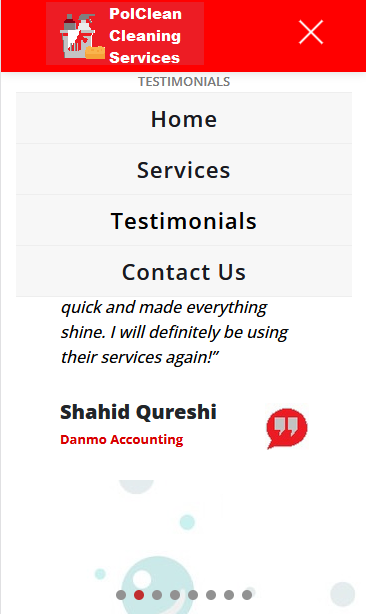 PolClean
Cleaning
Services
TESTIMONIALS
Home
Services
Testimonials
Contact Us
quick and made everything
shine. I will definitely be using
their services again!”
Shahid Qureshi
Danmo Accounting